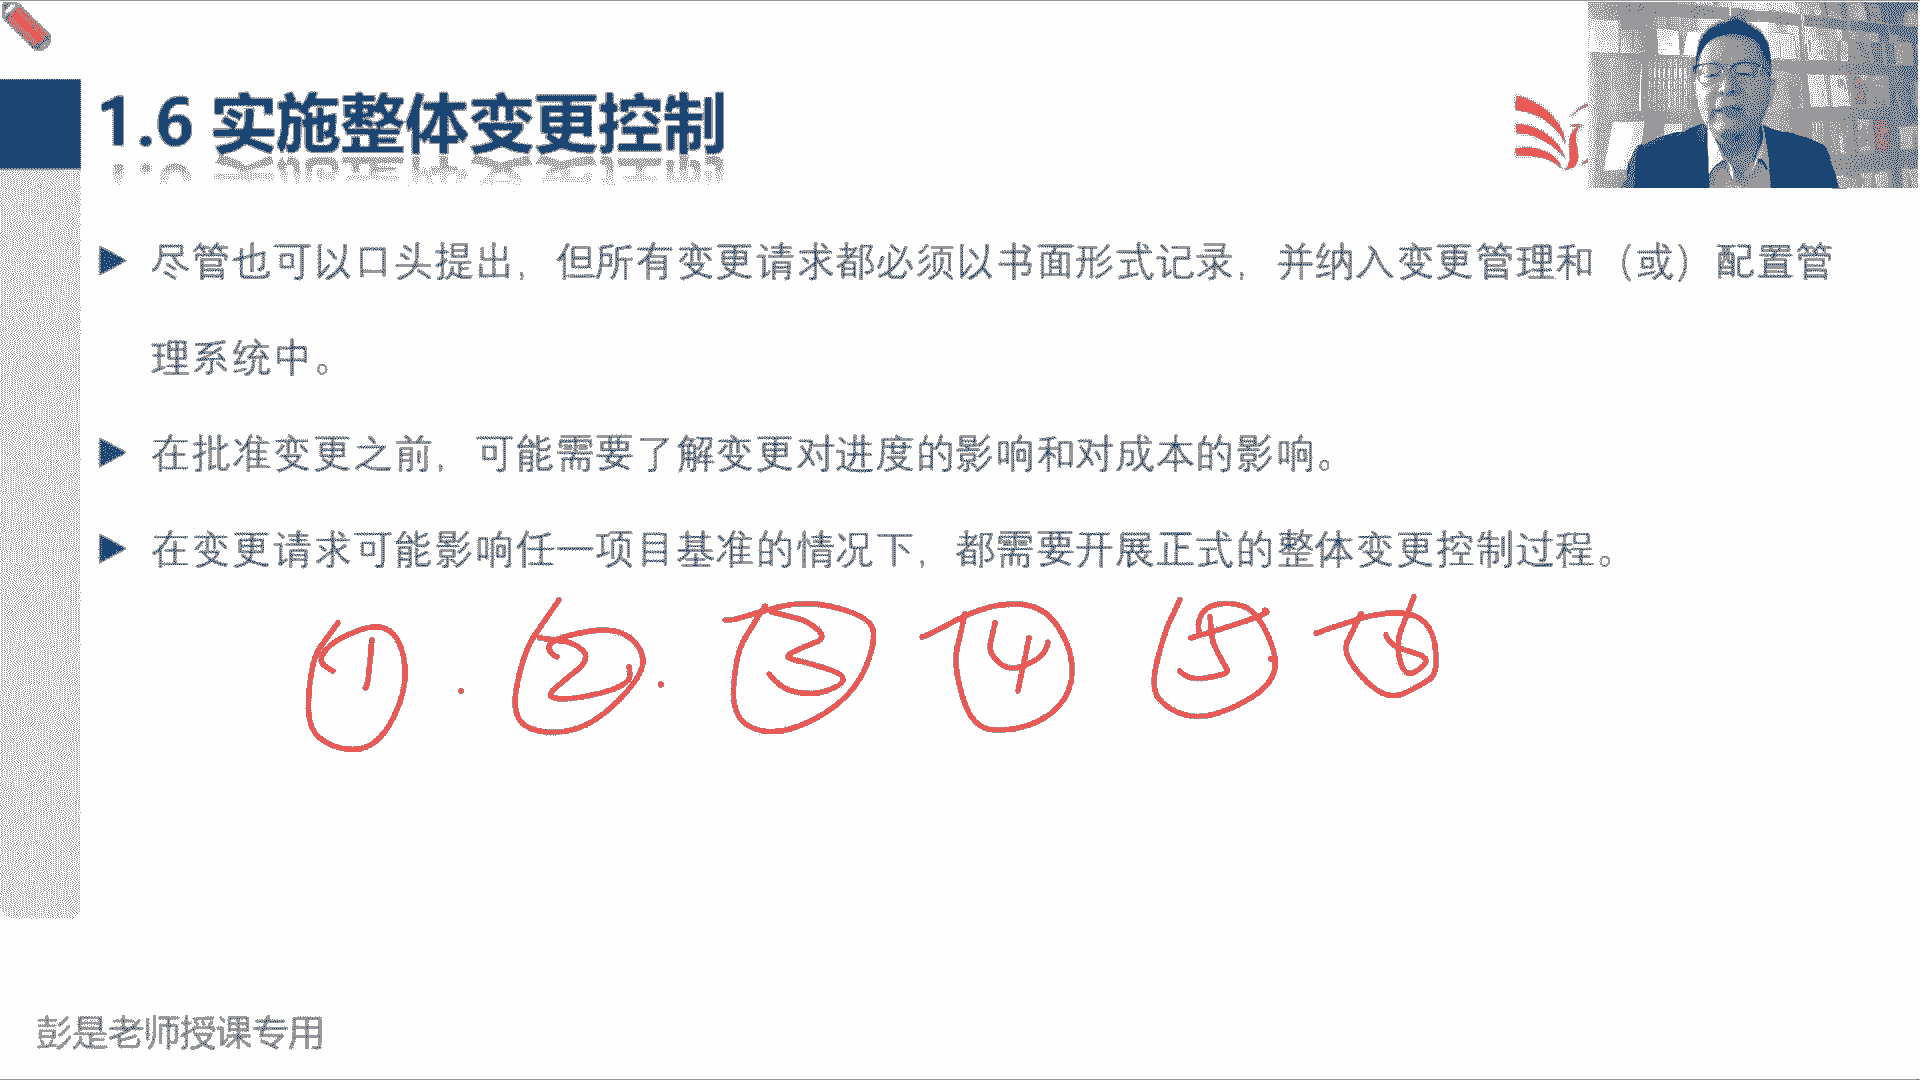 1.6 实施整体变更控制
尽管也可以口头提出，但所有变更请求都必须以书面形式记录，并纳入变更管理和（或）配置管
理系统中。
在批准变更之前，可能需要了解变更对进度的影响和对成本的影响。
在变更请求可能影响任一项目基准的情况下，都需要开展正式的整体变更控制过程。
① . ② . ③ ④ ⑤ ⑥
彭是老师授课专用